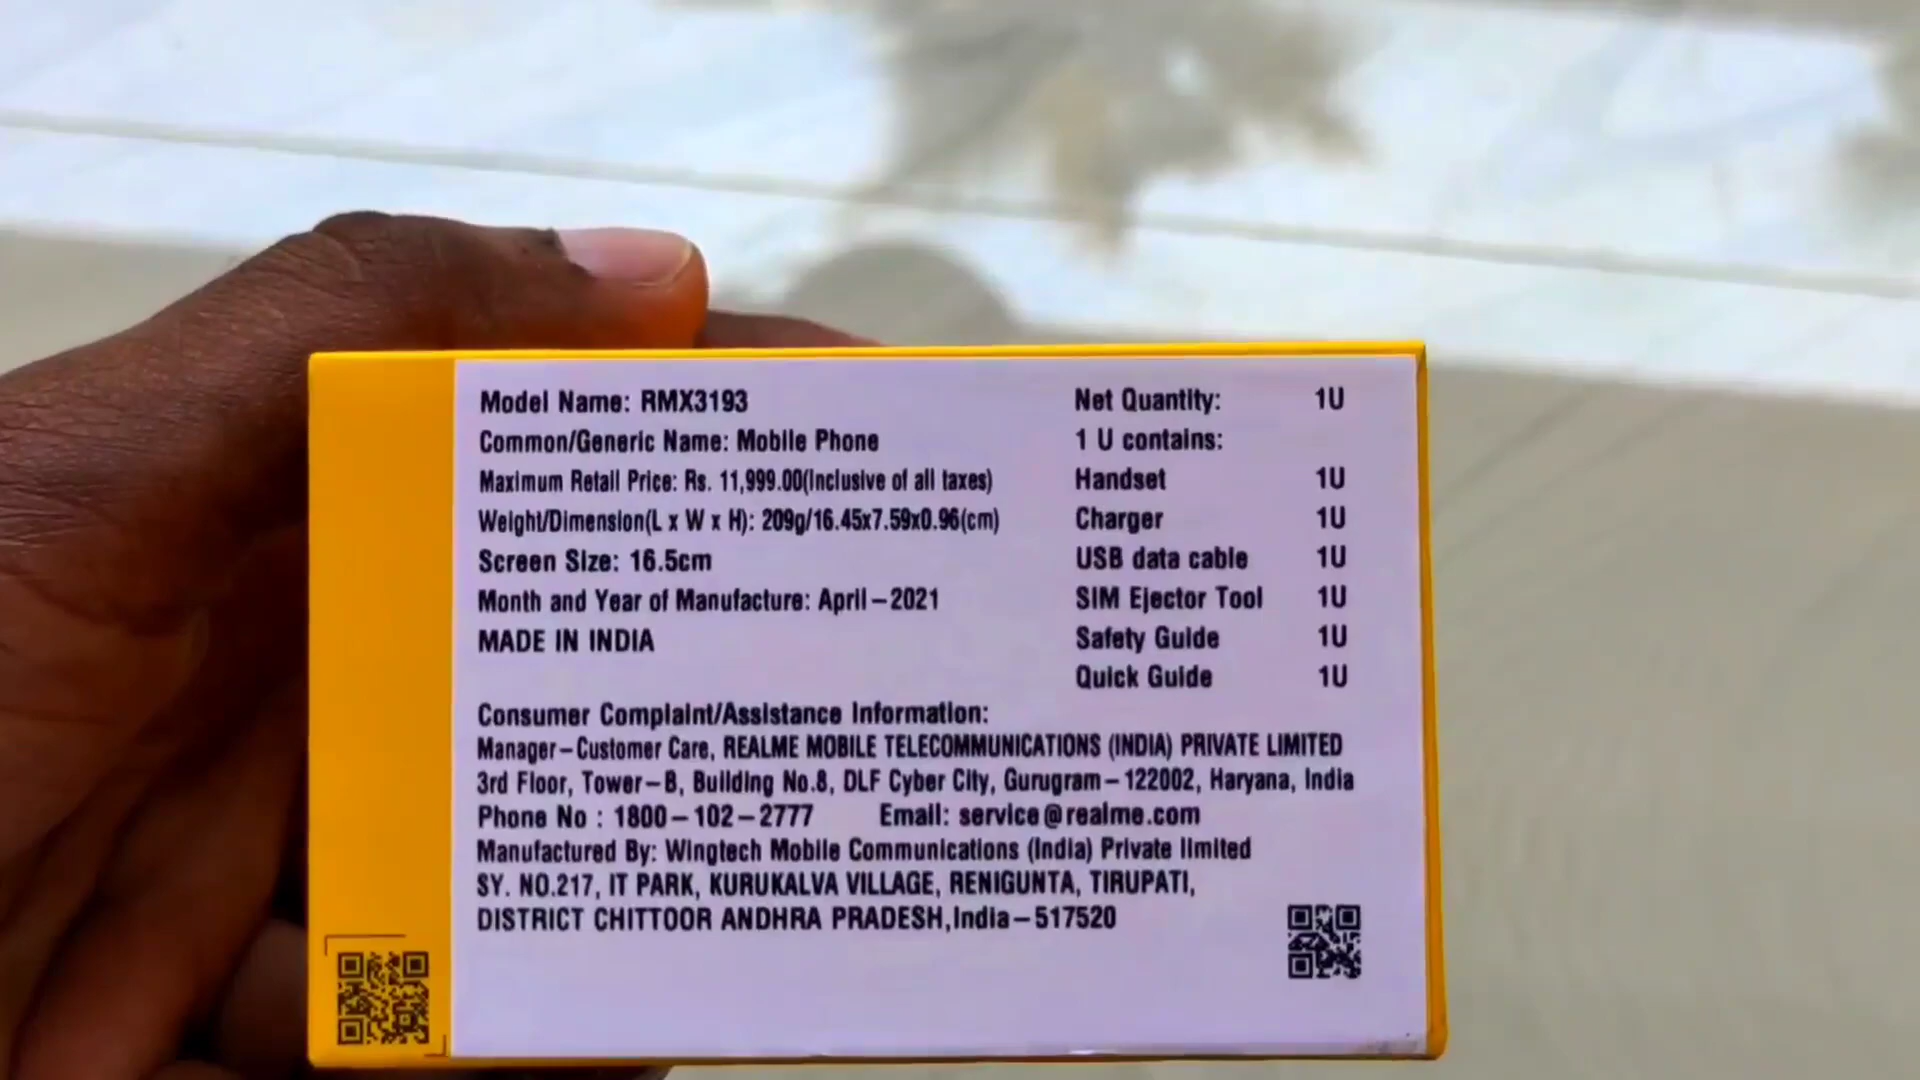 Model Name: RMX3193
Common/Generic Name: Mobile Phone
Maximum Retail Price: Rs. 11,999.00(Inclusive of all taxes)
Weight/Dimension(L x W x H): 209g/16.45x7.59x0.96(cm)
Screen Size: 16.5cm
Month and Year of Manufacture: April-2021
MADE IN INDIA
Net Quantity: 1U
1 U contains:
Handset 1U
Charger 1U
USB data cable 1U
SIM Ejector Tool 1U
Safety Guide 1U
Quick Guide 1U
Consumer Complaint/Assistance Information:
Manager-Customer Care, REALME MOBILE TELECOMMUNICATIONS (INDIA) PRIVATE LIMITED
3rd Floor, Tower-B, Building No.8, DLF Cyber City, Gurugram-122002, Haryana, India
Phone No : 1800-102-2777 Email: service@realme.com
Manufactured By: Wingtech Mobile Communications (India) Private limited
SY. NO.217, IT PARK, KURUKALVA VILLAGE, RENIGUNTA, TIRUPATI,
DISTRICT CHITTOOR ANDHRA PRADESH,India-517520